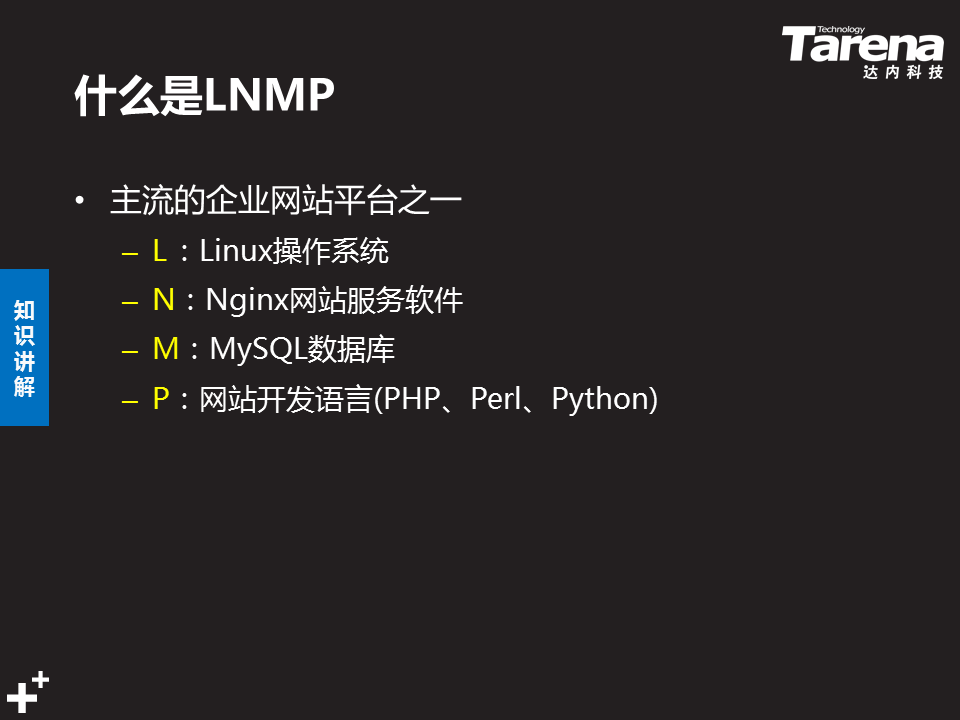 Technology
Tarena
达内科技
什么是LNMP
• 主流的企业网站平台之一
– L：Linux操作系统
– N：Nginx网站服务软件
– M：MySQL数据库
– P：网站开发语言(PHP、Perl、Python)
知识讲解